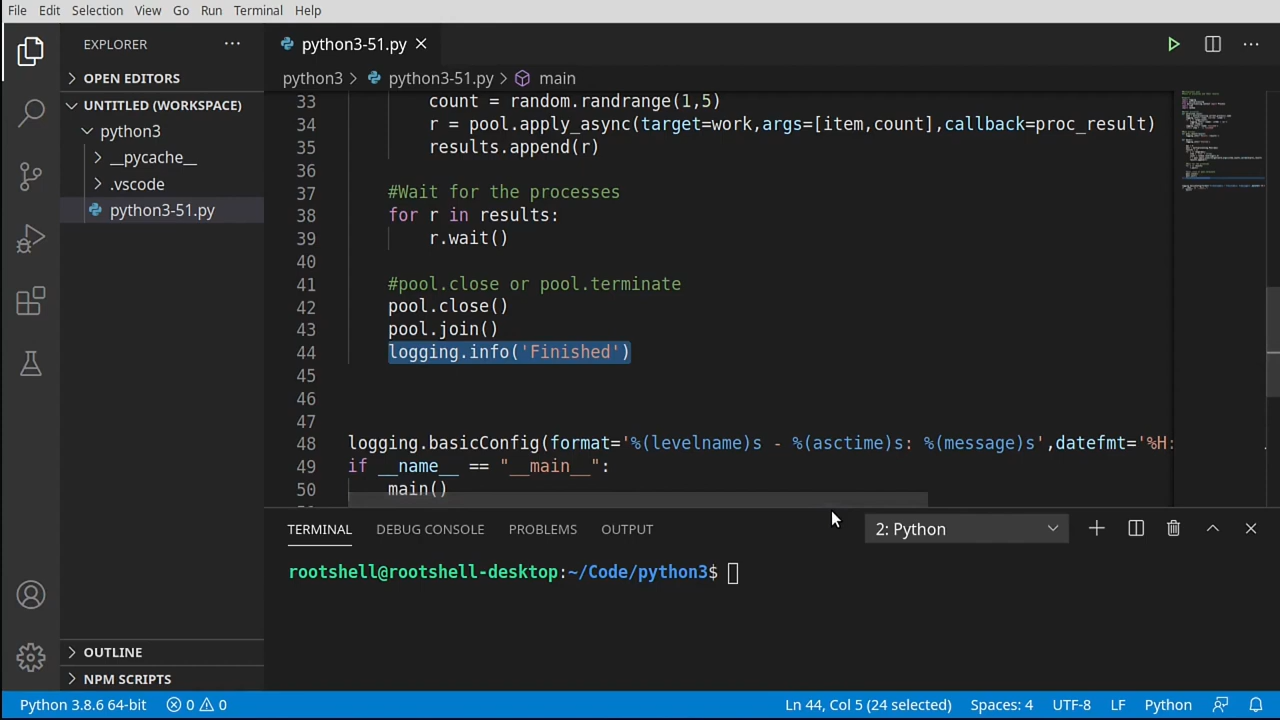 File Edit Selection View Go Run Terminal Help
EXPLORER
python3-51.py
OPEN EDITORS
python3 > python3-51.py > main
UNTITLED (WORKSPACE)
python3
__pycache__
.vscode
python3-51.py
33 count = random.randrange(1,5)
34 r = pool.apply_async(target=work,args=[item,count],callback=proc_result)
35 results.append(r)
36
37 #Wait for the processes
38 for r in results:
39 r.wait()
40
41 #pool.close or pool.terminate
42 pool.close()
43 pool.join()
44 logging.info('Finished')
45
46
47
48 logging.basicConfig(format='%(levelname)s - %(asctime)s: %(message)s',datefmt='%H:
49 if __name__ == "__main__":
50 main()
TERMINAL DEBUG CONSOLE PROBLEMS OUTPUT 2: Python
rootshell@rootshell-desktop:~/Code/python3$
OUTLINE
NPM SCRIPTS
Python 3.8.6 64-bit 0 0 Ln 44, Col 5 (24 selected) Spaces: 4 UTF-8 LF Python